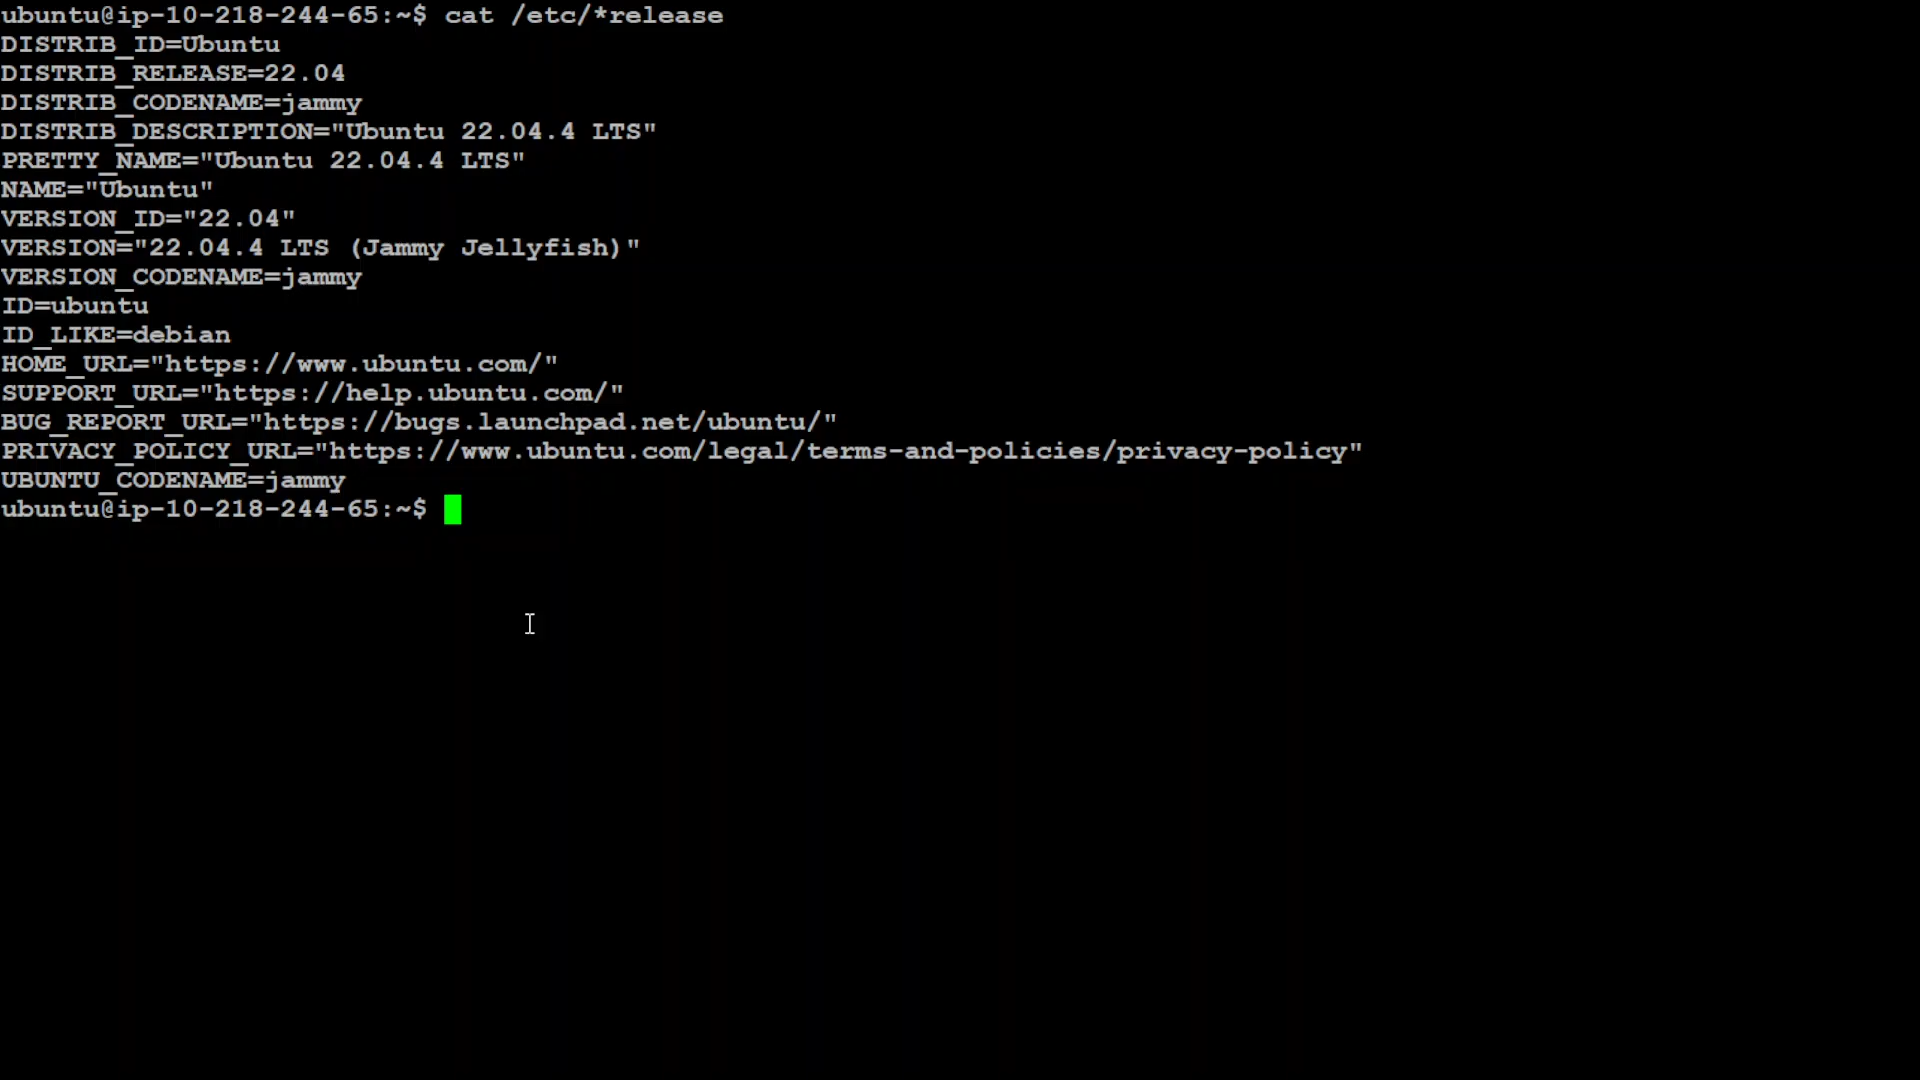 ubuntu@ip-10-218-244-65:~$ cat /etc/*release
DISTRIB_ID=Ubuntu
DISTRIB_RELEASE=22.04
DISTRIB_CODENAME=jammy
DISTRIB_DESCRIPTION="Ubuntu 22.04.4 LTS"
PRETTY_NAME="Ubuntu 22.04.4 LTS"
NAME="Ubuntu"
VERSION_ID="22.04"
VERSION="22.04.4 LTS (Jammy Jellyfish)"
VERSION_CODENAME=jammy
ID=ubuntu
ID_LIKE=debian
HOME_URL="https://www.ubuntu.com/"
SUPPORT_URL="https://help.ubuntu.com/"
BUG_REPORT_URL="https://bugs.launchpad.net/ubuntu/"
PRIVACY_POLICY_URL="https://www.ubuntu.com/legal/terms-and-policies/privacy-policy"
UBUNTU_CODENAME=jammy
ubuntu@ip-10-218-244-65:~$